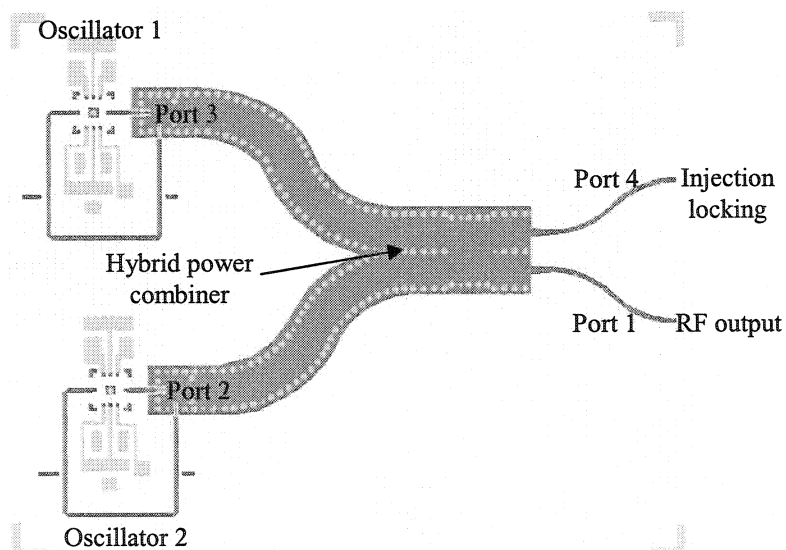 Oscillator 1
Port 3
Port 4
Injection
locking
Hybrid power
combiner
Port 1
RF output
Port 2
Oscillator 2